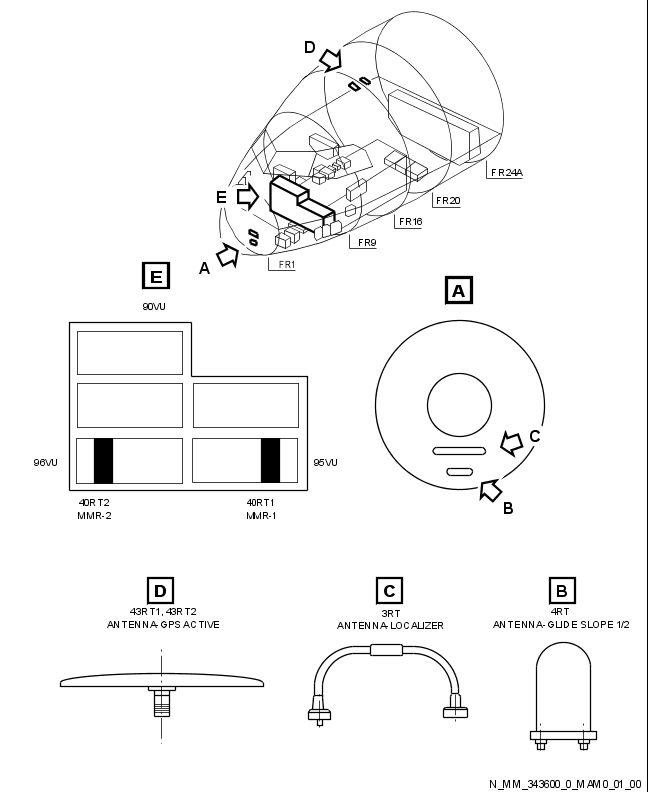 D
FR24A
E
FR20
FR16
FR9
A
FR1
E
A
90VU
C
96VU
95VU
40RT2
MMR-2
40RT1
MMR-1
B
D
43RT1, 43RT2
ANTENNA-GPS ACTIVE
C
3RT
ANTENNA-LOCALIZER
B
4RT
ANTENNA-GLIDE SLOPE 1/2
N_MM_343600_0_MAM0_01_00